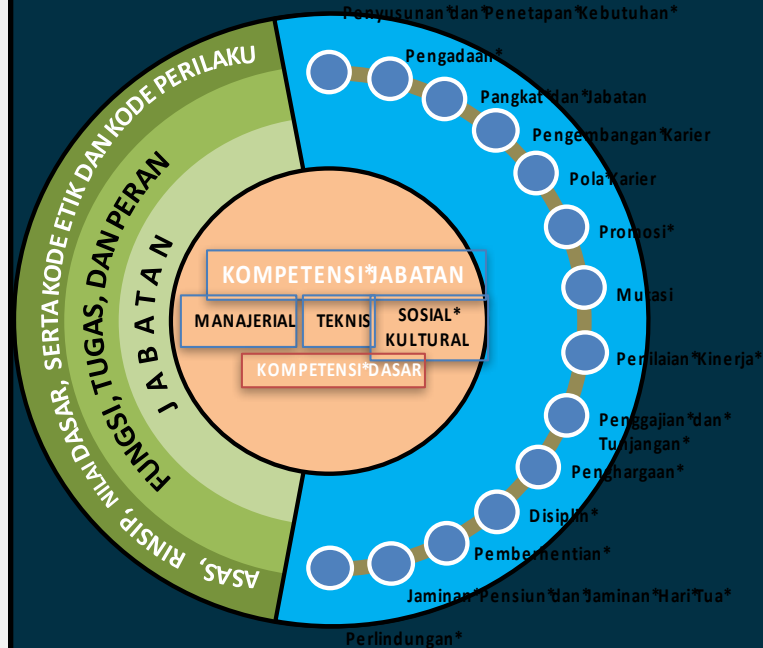 Penyusunan*dan*Penetapan*Kebutuhan*
Pengadaan*
Pangkat*dan*Jabatan
Pengembangan*Karier
Pola*Karier
Promosi*
Mutasi
Penilaian*Kinerja*
Penggajian*dan*
Tunjangan*
Penghargaan*
Disiplin*
Pemberhentian*
Jaminan*Pensiun*dan*Jaminan*Hari*Tua*
Perlindungan*
ASAS, RINSIP, NILAI DASAR, SERTA KODE ETIK DAN KODE PERILAKU
FUNGSI, TUGAS, DAN PERAN
JABATAN
KOMPETENSI*JABATAN
MANAJERIAL
TEKNIS
SOSIAL*
KULTURAL
KOMPETENSI*DASAR